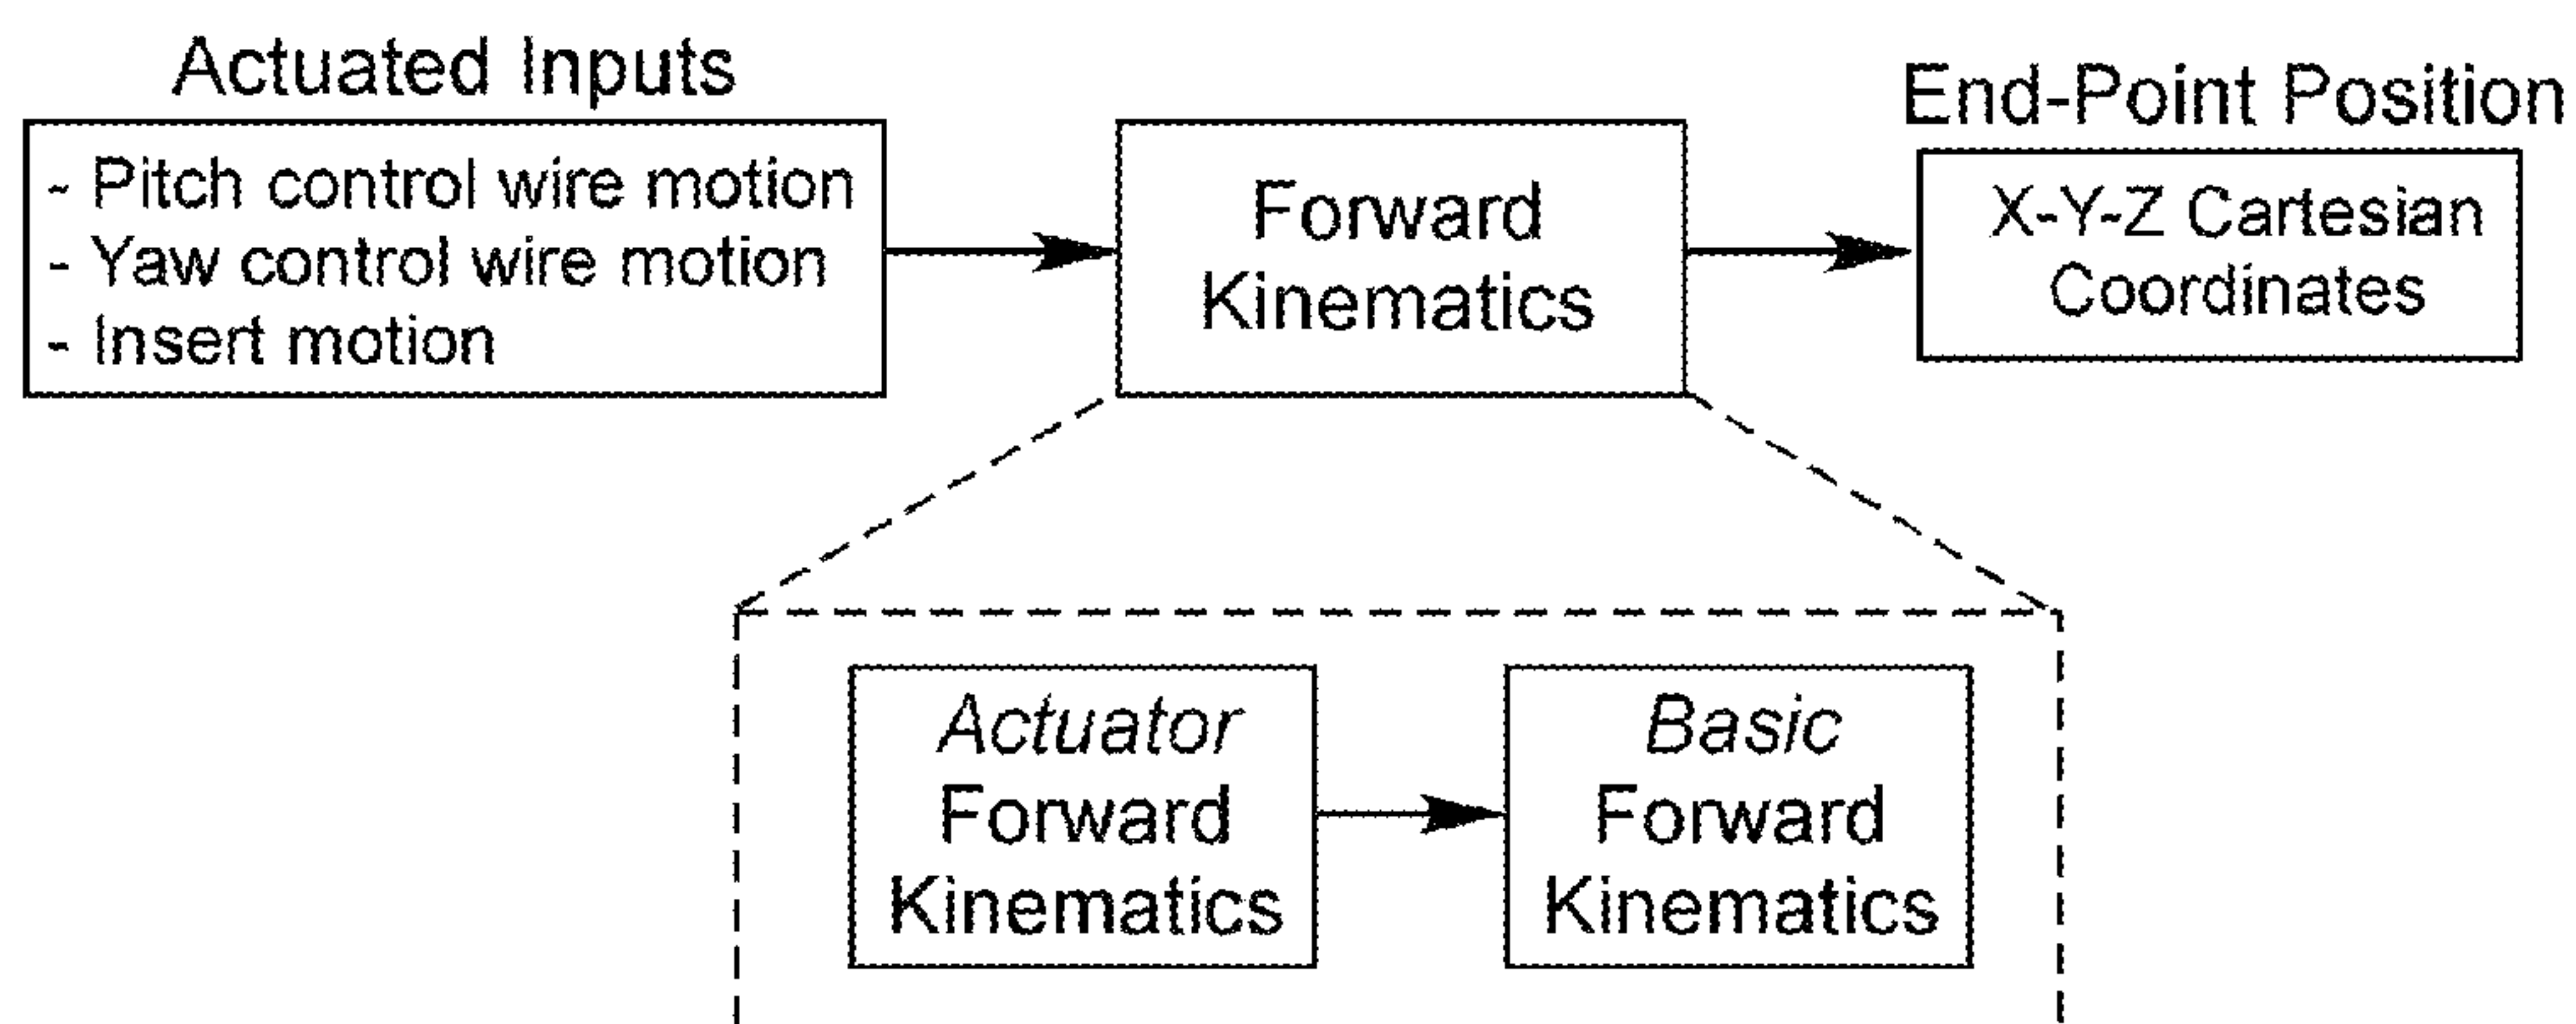 Actuated Inputs
- Pitch control wire motion
- Yaw control wire motion
- Insert motion
Forward
Kinematics
End-Point Position
X-Y-Z Cartesian
Coordinates
Actuator
Forward
Kinematics
Basic
Forward
Kinematics